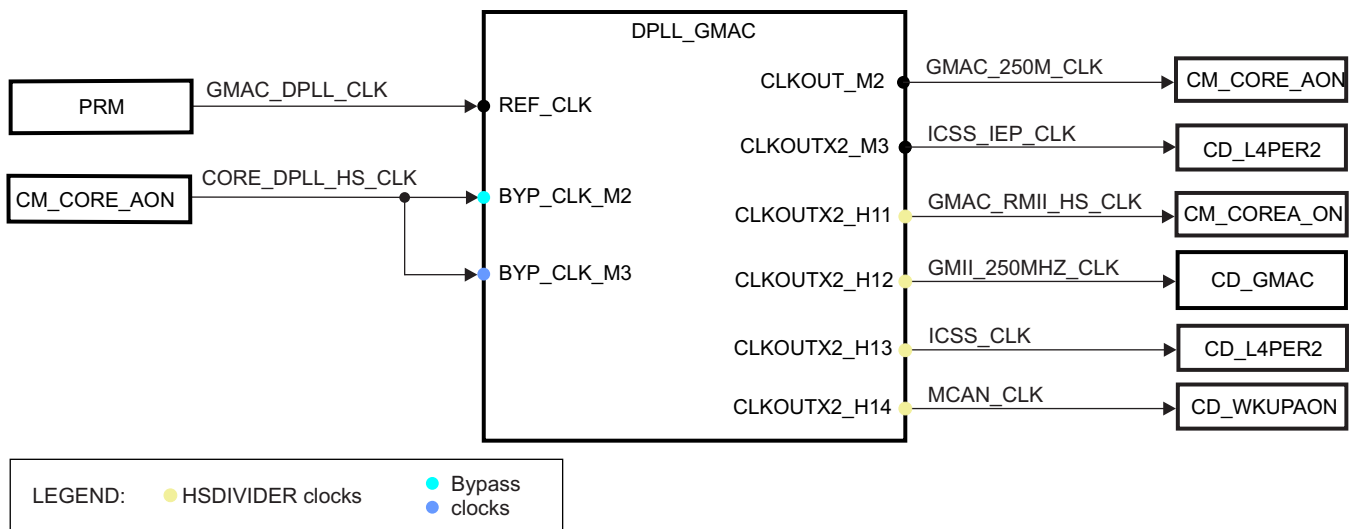 DPLL_GMAC
PRM
GMAC_DPLL_CLK
REF_CLK
CM_CORE_AON
CORE_DPLL_HS_CLK
BYP_CLK_M2
BYP_CLK_M3
CLKOUT_M2
GMAC_250M_CLK
CM_CORE_AON
CLKOUTX2_M3
ICSS_IEP_CLK
CD_L4PER2
CLKOUTX2_H11
GMAC_RMII_HS_CLK
CM_COREA_ON
CLKOUTX2_H12
GMII_250MHZ_CLK
CD_GMAC
CLKOUTX2_H13
ICSS_CLK
CD_L4PER2
CLKOUTX2_H14
MCAN_CLK
CD_WKUPAON
LEGEND:
HSDIVIDER clocks
Bypass
clocks